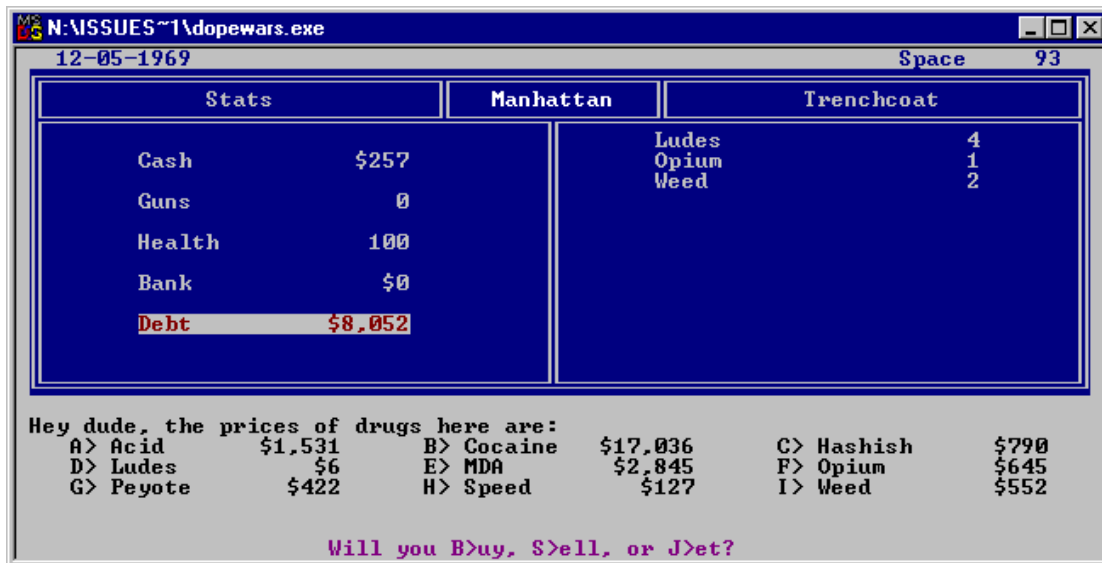 N:\ISSUES~1\dopewars.exe
12-05-1969 Space 93
Stats Manhattan Trenchcoat
Ludes 4
Cash $257 Opium 1
Weed 2
Guns 0
Health 100
Bank $0
Debt $8,052
Hey dude, the prices of drugs here are:
A> Acid $1,531 B> Cocaine $17,036 C> Hashish $790
D> Ludes $6 E> MDA $2,845 F> Opium $645
G> Peyote $422 H> Speed $127 I> Weed $552
Will you B>uy, S>ell, or J>et?